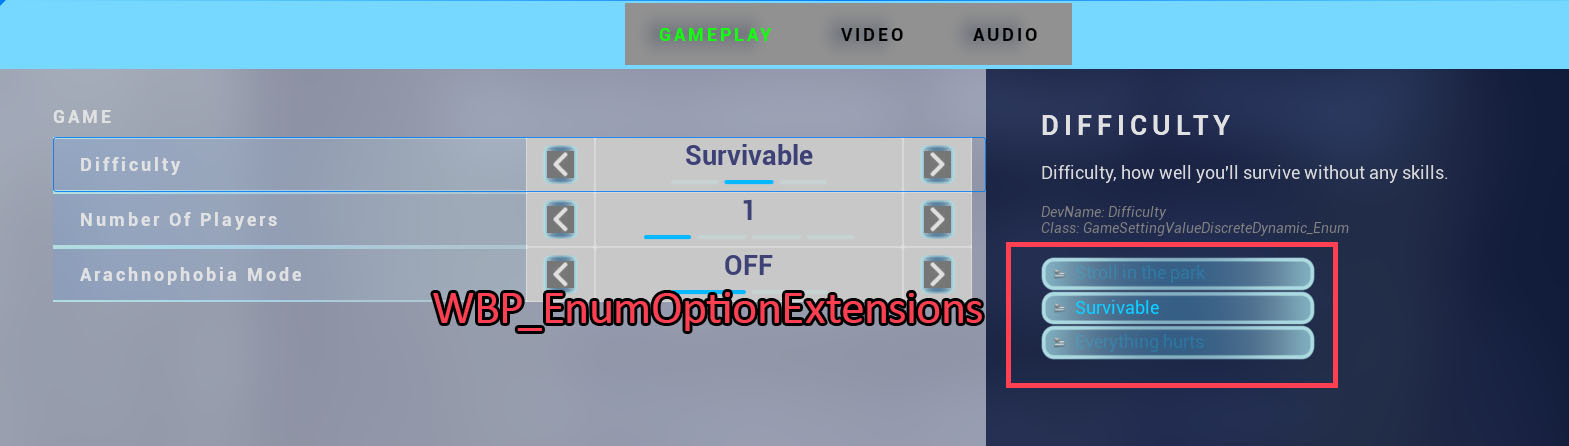 GAMEPLAY VIDEO AUDIO
GAME
Difficulty Survivable
Number Of Players 1
Arachnophobia Mode OFF
WBP_EnumOptionExtensions
DIFFICULTY
Difficulty, how well you'll survive without any skills.
DevName: Difficulty
Class: GameSettingValueDiscreteDynamic_Enum
Stroll in the park
Survivable
Everything hurts